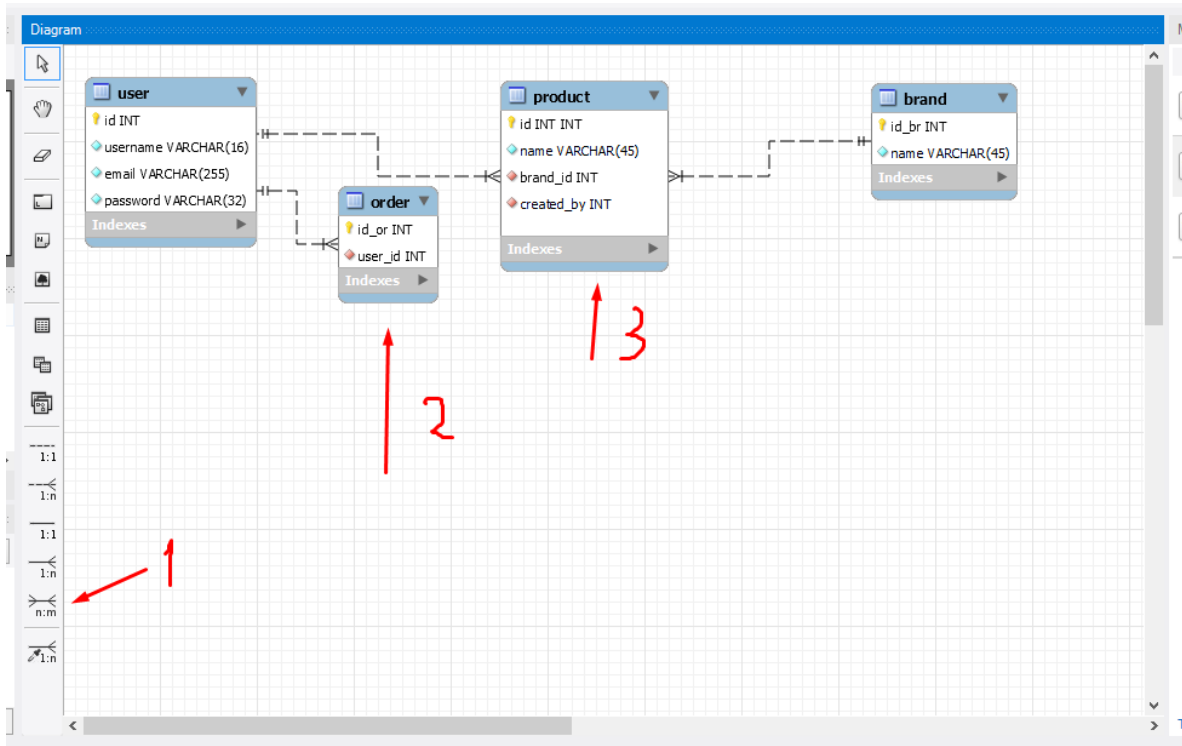 Diagram
user
id INT
username VARCHAR(16)
email VARCHAR(255)
password VARCHAR(32)
Indexes
order
id_or INT
user_id INT
Indexes
product
id INT INT
name VARCHAR(45)
brand_id INT
created_by INT
Indexes
brand
id_br INT
name VARCHAR(45)
Indexes
1:1
1:n
1:1
1:n
n:m
1:n
1
2
3